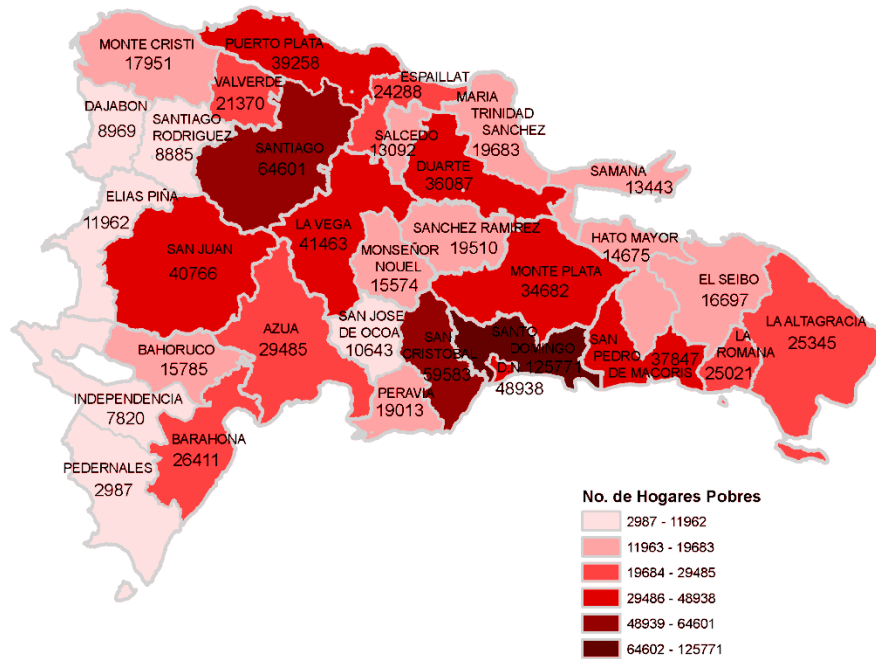 MONTE CRISTI
17951
PUERTO PLATA
39258
VALVERDE
21370
ESPAILLAT
24288
MARIA
TRINIDAD
SANCHEZ
19683
DAJABON
8969
SANTIAGO
RODRIGUEZ
8885
SANTIAGO
64601
SALCEDO
13092
DUARTE
36087
SAMANA
13443
ELIAS PIÑA
11962
SAN JUAN
40766
LA VEGA
41463
MONSEÑOR
NOUEL
15574
SANCHEZ RAMIREZ
19510
HATO MAYOR
14675
MONTE PLATA
34682
EL SEIBO
16697
LA ALTAGRACIA
25345
AZUA
29485
SAN JOSE
DE OCOA
10643
SAN
CRISTOBAL
59583
SANTO
DOMINGO
125771
D.N
48938
SAN
PEDRO
DE MACORIS
37847
LA
ROMANA
25021
BAHORUCO
15785
INDEPENDENCIA
7820
PERAVIA
19013
BARAHONA
26411
PEDERNALES
2987
No. de Hogares Pobres
2987 - 11962
11963 - 19683
19684 - 29485
29486 - 48938
48939 - 64601
64602 - 125771